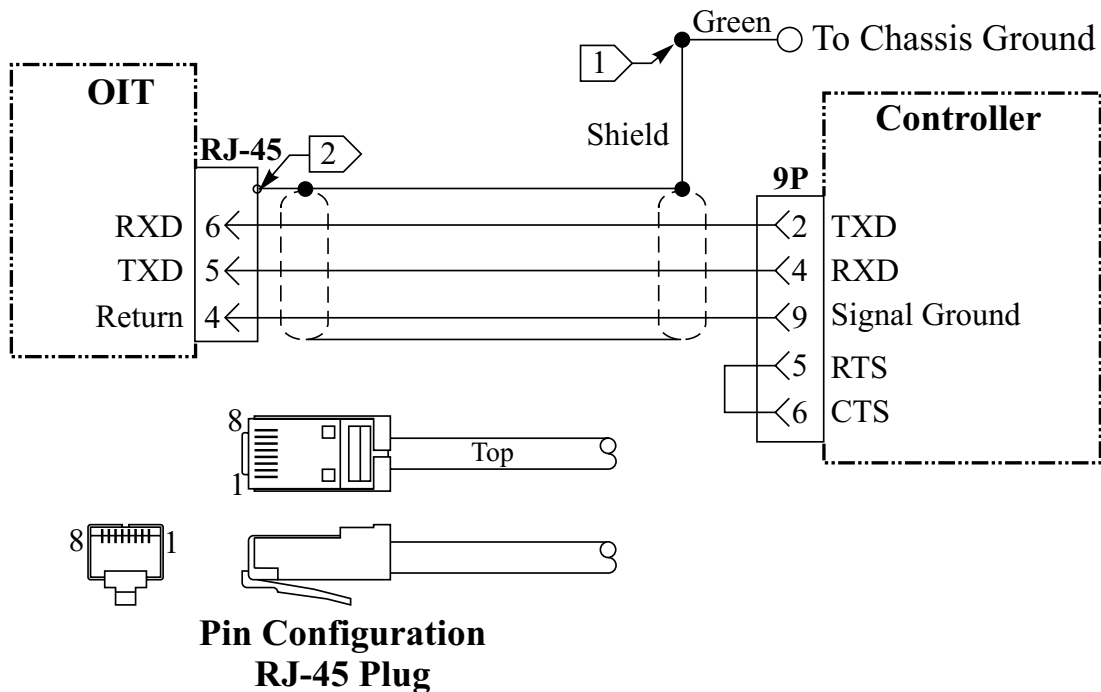 Green
To Chassis Ground
1
OIT
Controller
Shield
RJ-45
2
9P
RXD 6
2 TXD
TXD 5
4 RXD
Return 4
9 Signal Ground
5 RTS
6 CTS
8
Top
1
8 1
Pin Configuration
RJ-45 Plug